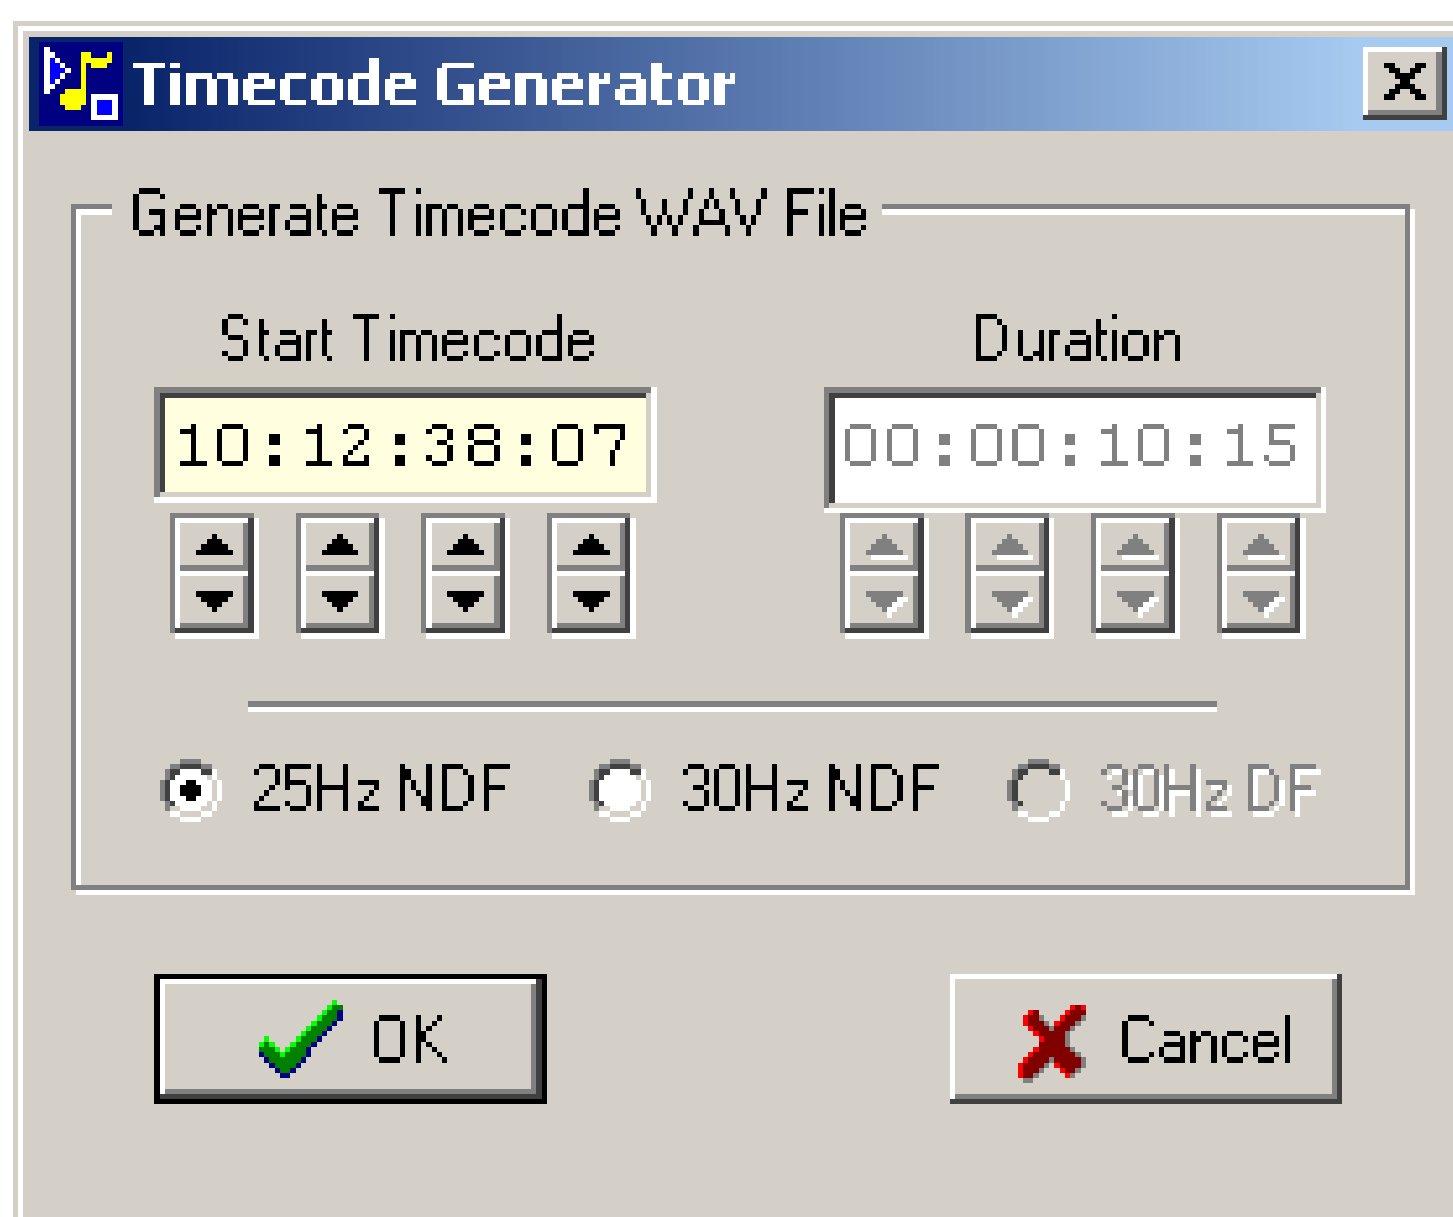 Timecode Generator
Generate Timecode WAV File
Start Timecode Duration
10:12:38:07 00:00:10:15
25Hz NDF 30Hz NDF 30Hz DF
OK Cancel